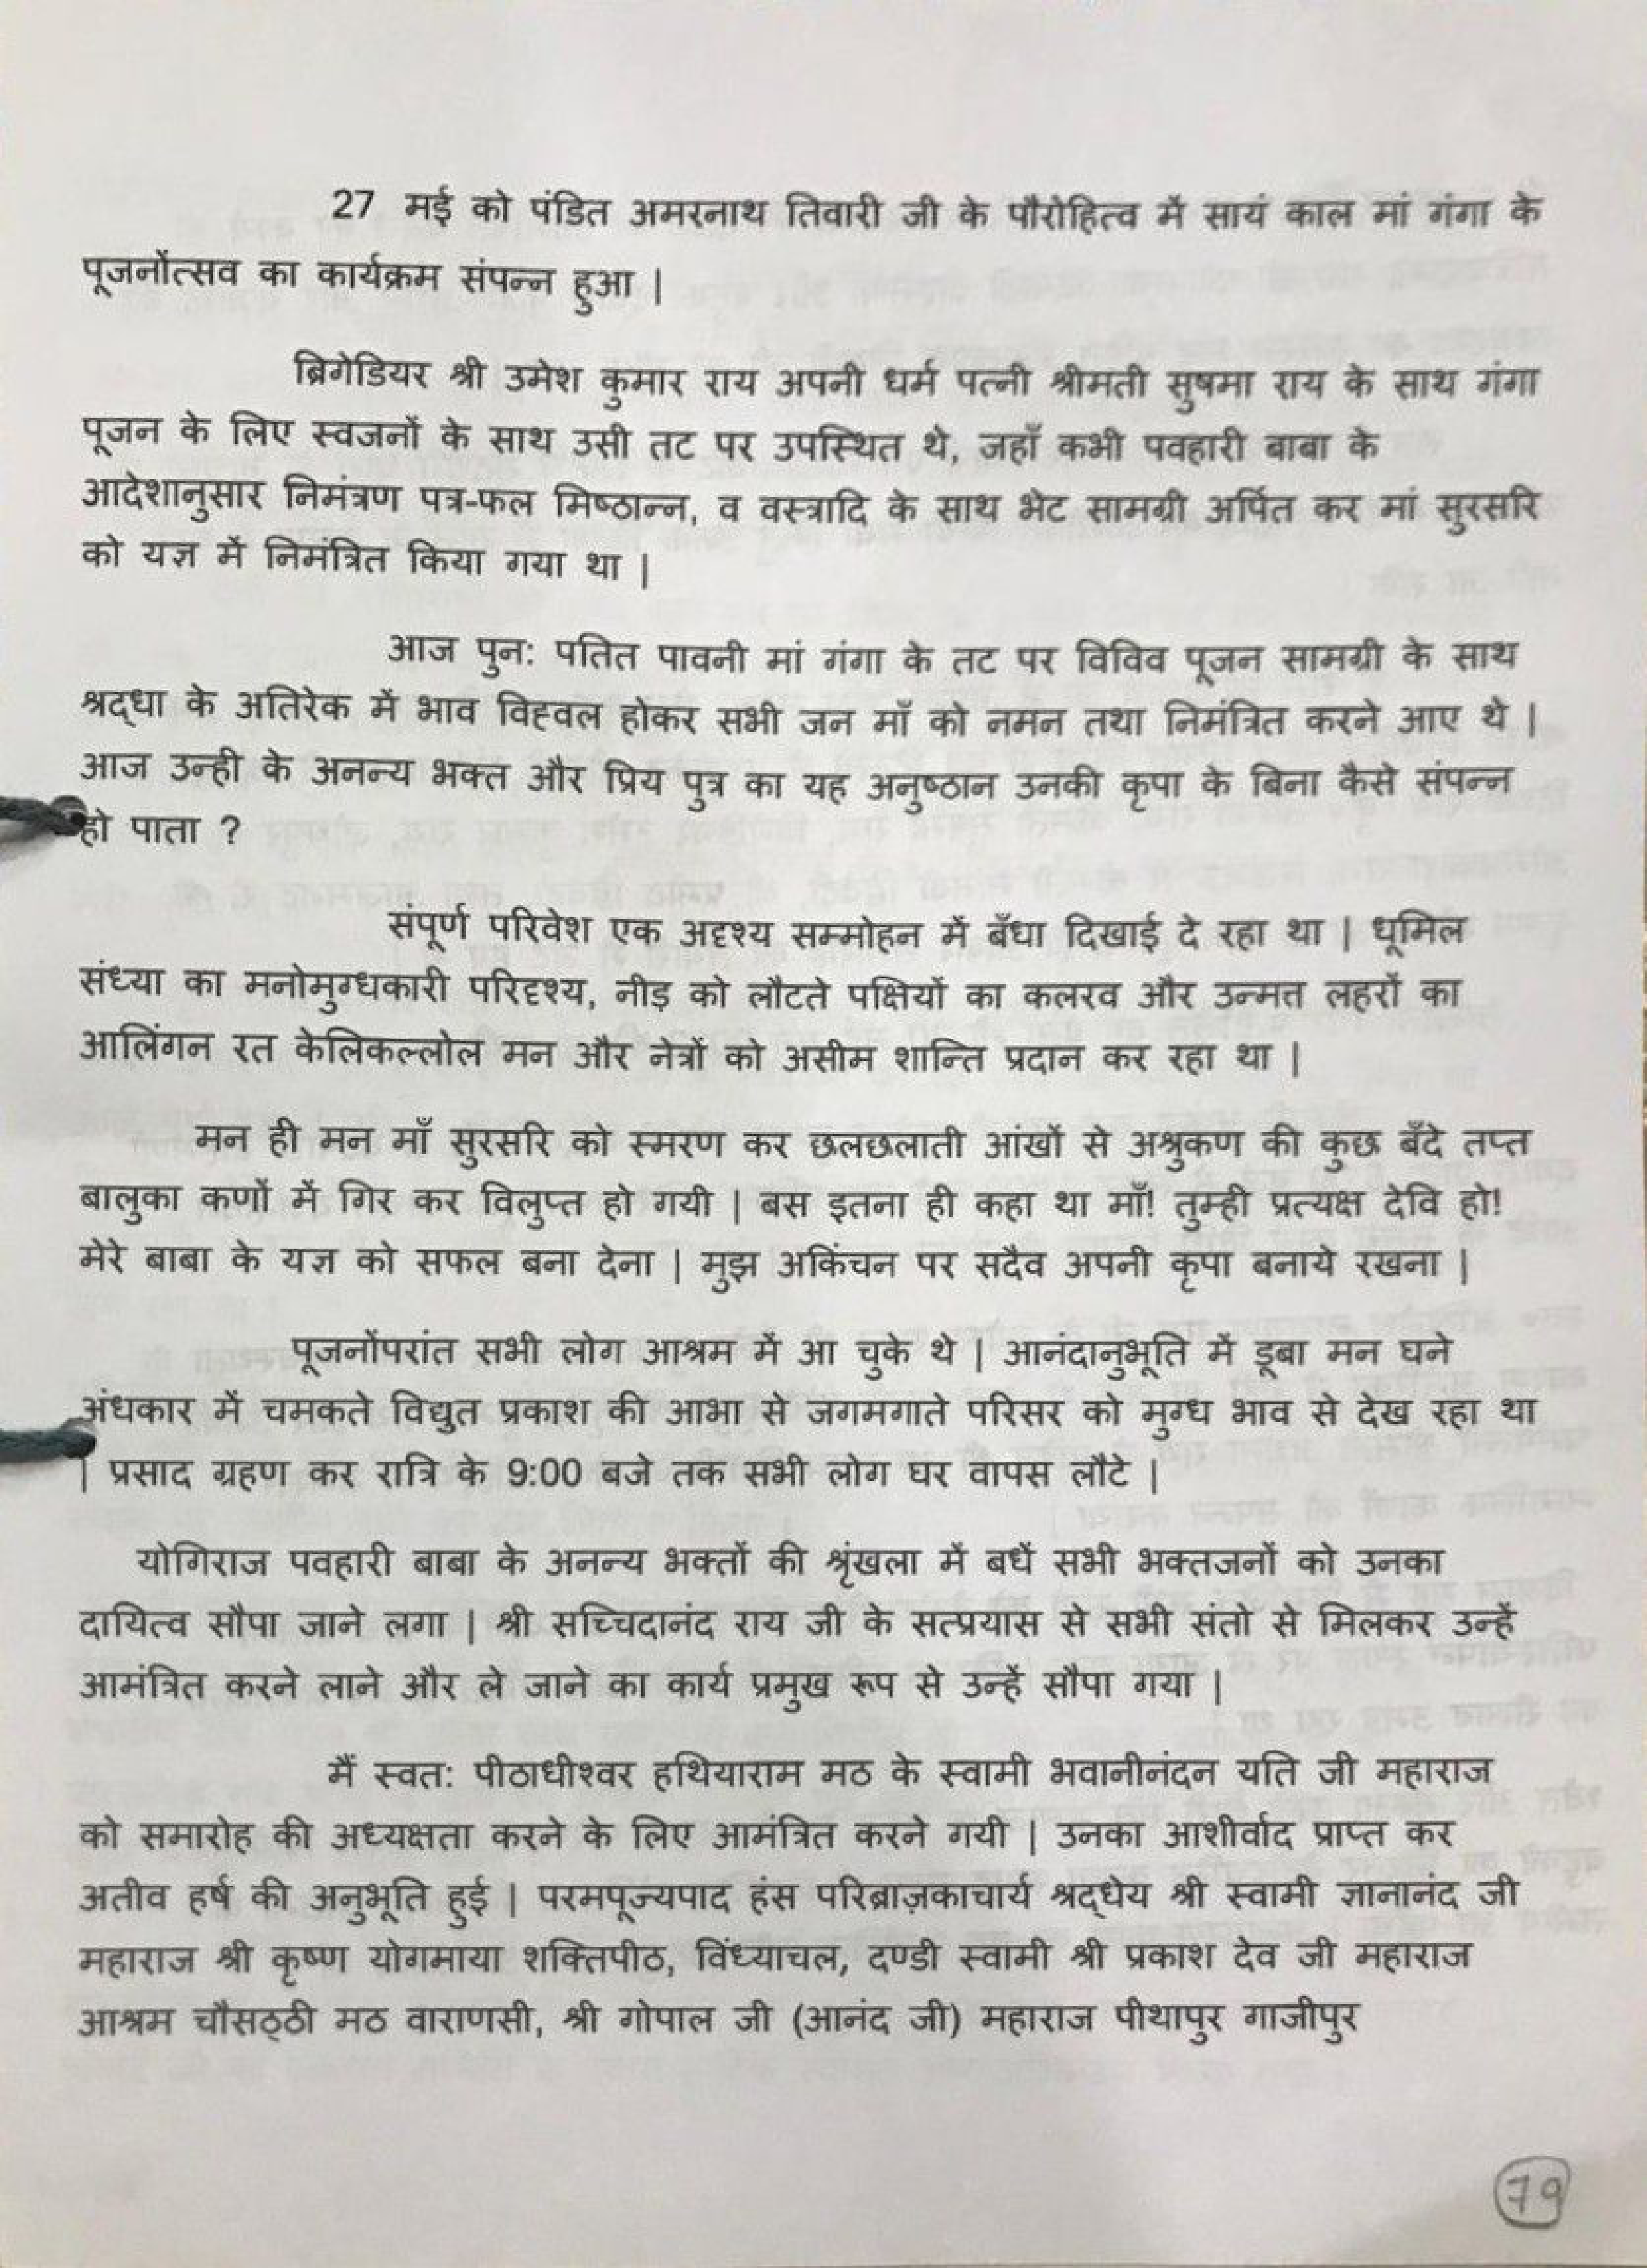 27 मई को पंडित अमरनाथ तिवारी जी के पौरोहित्व में सायं काल मां गंगा के
पूजनोंत्सव का कार्यक्रम संपन्न हुआ |
ब्रिगेडियर श्री उमेश कुमार राय अपनी धर्म पत्नी श्रीमती सुषमा राय के साथ गंगा
पूजन के लिए स्वजनों के साथ उसी तट पर उपस्थित थे, जहाँ कभी पवहारी बाबा के
आदेशानुसार निमंत्रण पत्र-फल मिष्ठान्न, व वस्त्रादि के साथ भेट सामग्री अर्पित कर मां सुरसरि
को यज्ञ में निमंत्रित किया गया था |
आज पुन: पतित पावनी मां गंगा के तट पर विविव पूजन सामग्री के साथ
श्रद्धा के अतिरेक में भाव विह्वल होकर सभी जन माँ को नमन तथा निमंत्रित करने आए थे |
आज उन्ही के अनन्य भक्त और प्रिय पुत्र का यह अनुष्ठान उनकी कृपा के बिना कैसे संपन्न
हो पाता ?
संपूर्ण परिवेश एक अदृश्य सम्मोहन में बँधा दिखाई दे रहा था | धूमिल
संध्या का मनोमुग्धकारी परिदृश्य, नीड़ को लौटते पक्षियों का कलरव और उन्मत्त लहरों का
आलिंगन रत केलिकल्लोल मन और नेत्रों को असीम शान्ति प्रदान कर रहा था |
मन ही मन माँ सुरसरि को स्मरण कर छलछलाती आंखों से अश्रुकण की कुछ बँदे तप्त
बालुका कणों में गिर कर विलुप्त हो गयी | बस इतना ही कहा था माँ! तुम्ही प्रत्यक्ष देवि हो!
मेरे बाबा के यज्ञ को सफल बना देना | मुझ अकिंचन पर सदैव अपनी कृपा बनाये रखना |
पूजनोंपरांत सभी लोग आश्रम में आ चुके थे | आनंदानुभूति में डूबा मन घने
अंधकार में चमकते विद्युत प्रकाश की आभा से जगमगाते परिसर को मुग्ध भाव से देख रहा था
| प्रसाद ग्रहण कर रात्रि के 9:00 बजे तक सभी लोग घर वापस लौटे |
योगिराज पवहारी बाबा के अनन्य भक्तों की श्रृंखला में बधें सभी भक्तजनों को उनका
दायित्व सौपा जाने लगा | श्री सच्चिदानंद राय जी के सत्प्रयास से सभी संतो से मिलकर उन्हें
आमंत्रित करने लाने और ले जाने का कार्य प्रमुख रूप से उन्हें सौपा गया |
मैं स्वत: पीठाधीश्वर हथियाराम मठ के स्वामी भवानीनंदन यति जी महाराज
को समारोह की अध्यक्षता करने के लिए आमंत्रित करने गयी | उनका आशीर्वाद प्राप्त कर
अतीव हर्ष की अनुभूति हुई | परमपूज्यपाद हंस परिब्राज़काचार्य श्रद्धेय श्री स्वामी ज्ञानानंद जी
महाराज श्री कृष्ण योगमाया शक्तिपीठ, विंध्याचल, दण्डी स्वामी श्री प्रकाश देव जी महाराज
आश्रम चौसठ्ठी मठ वाराणसी, श्री गोपाल जी (आनंद जी) महाराज पीथापुर गाजीपुर
79